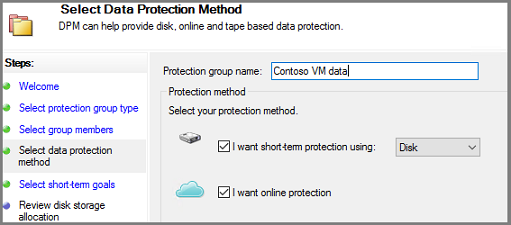 Select Data Protection Method
DPM can help provide disk, online and tape based data protection.
Steps:
Welcome
Select protection group type
Select group members
Select data protection
method
Select short-term goals
Review disk storage
allocation
Protection group name:
Contoso VM data
Protection method
Select your protection method.
I want short-term protection using:
Disk
I want online protection